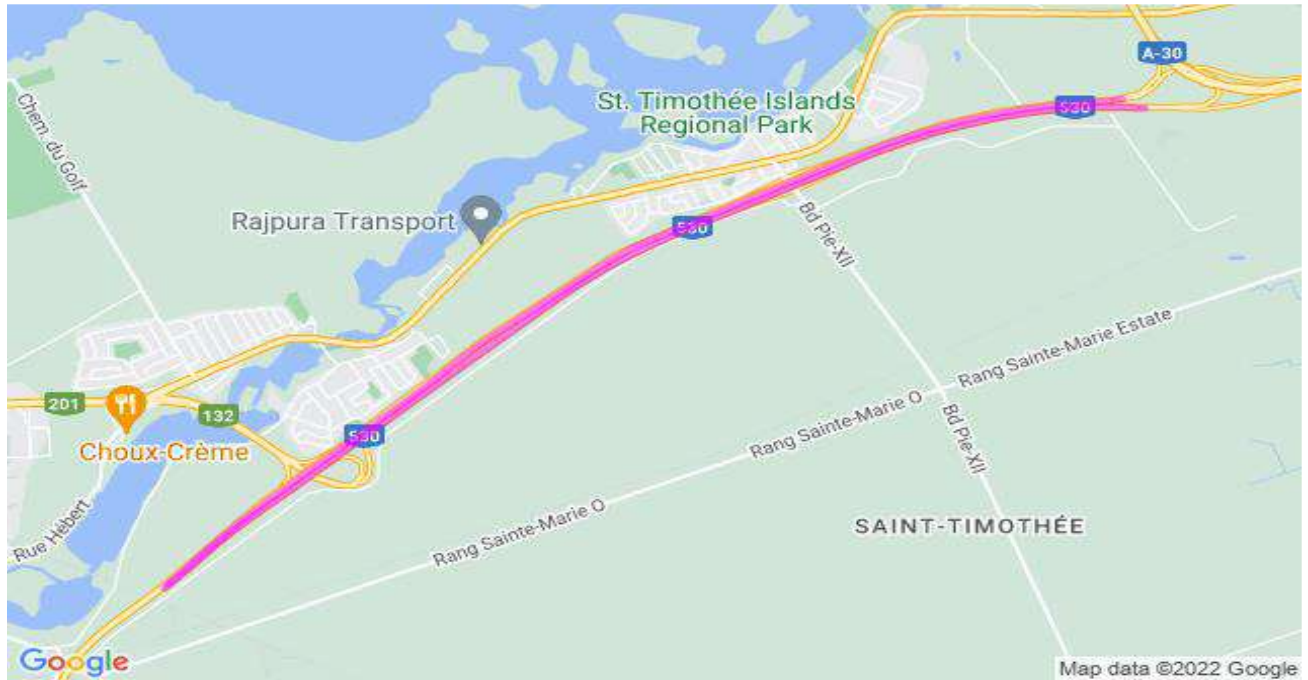 A-30
S30
St. Timothée Islands
Regional Park
Chem. du Golf
Rajpura Transport
530
Bd Pie-XII
Rang Sainte-Marie Estate
201
132
Rang Sainte-Marie O
530
Choux-Crème
Bd Pie-XII
Rue Hébert
Rang Sainte-Marie O
SAINT-TIMOTHÉE
Google
Map data ©2022 Google